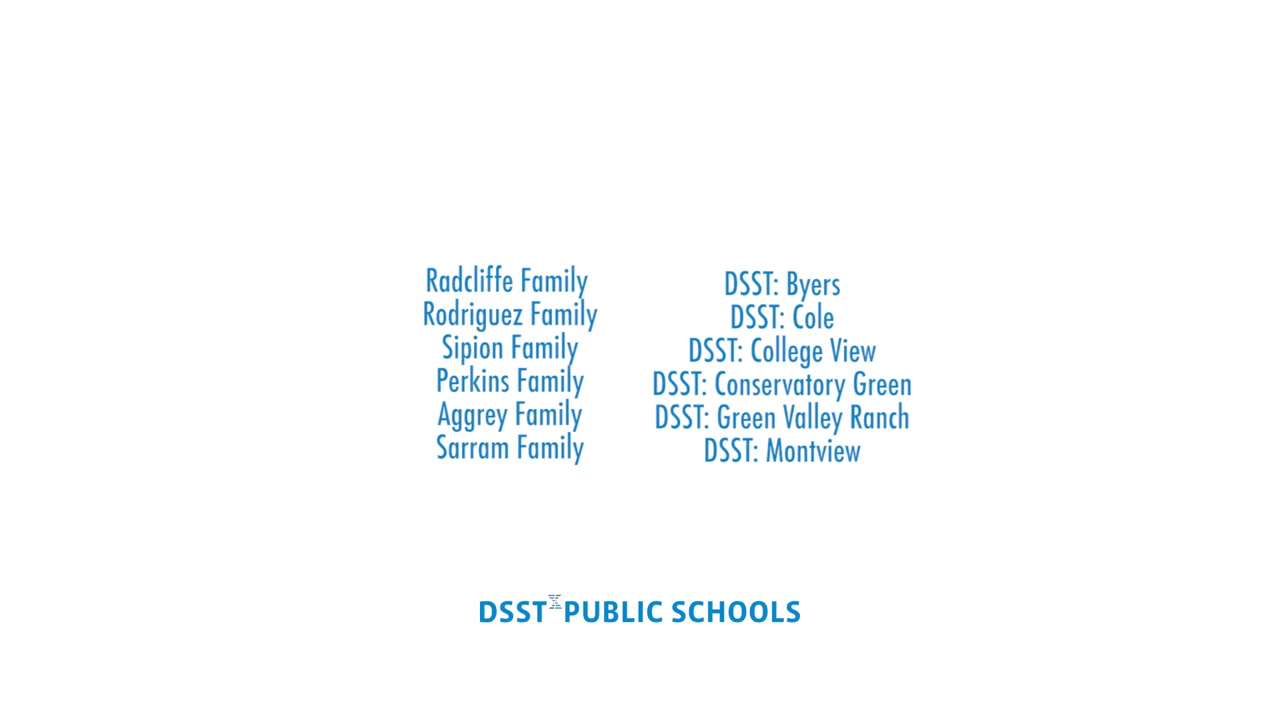 Radcliffe Family
Rodriguez Family
Sipion Family
Perkins Family
Aggrey Family
Sarram Family
DSST: Byers
DSST: Cole
DSST: College View
DSST: Conservatory Green
DSST: Green Valley Ranch
DSST: Montview
DSST PUBLIC SCHOOLS